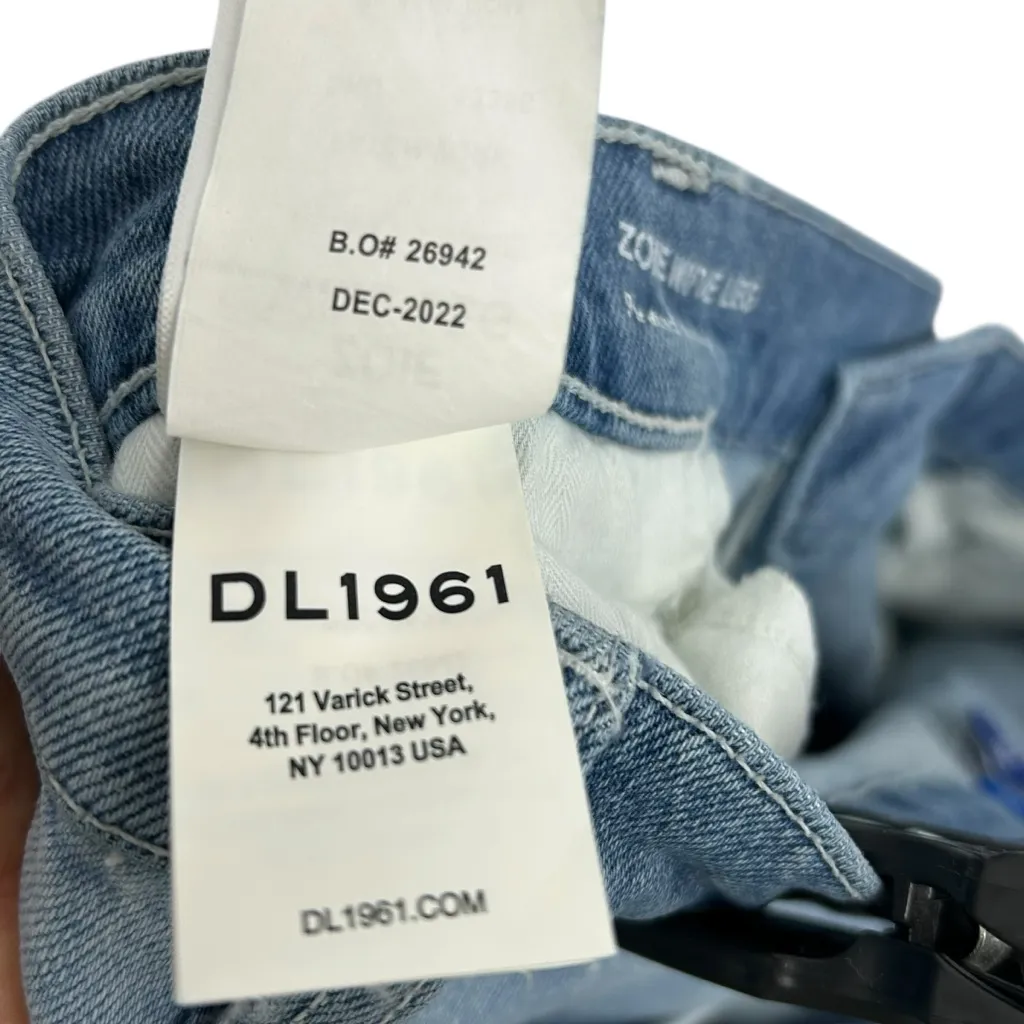 B.O# 26942
DEC-2022
ZOE WIDE LEG
DL1961
121 Varick Street,
4th Floor, New York,
NY 10013 USA
DL1961.COM